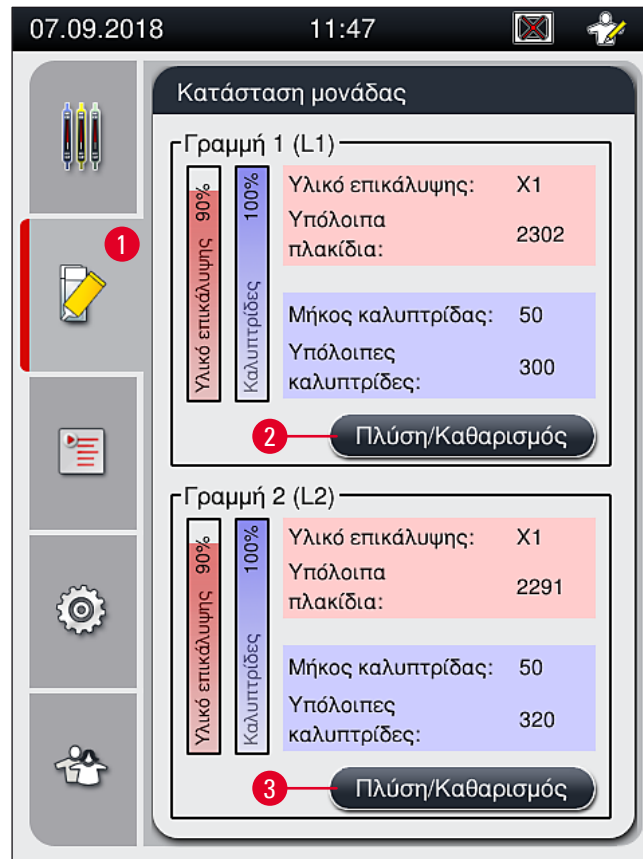 07.09.2018 11:47
Κατάσταση μονάδας
1
Γραμμή 1 (L1)
Υλικό επικάλυψης 90%
Καλυπτρίδες 100%
Υλικό επικάλυψης: X1
Υπόλοιπα
πλακίδια: 2302
Μήκος καλυπτρίδας: 50
Υπόλοιπες
καλυπτρίδες: 300
2 Πλύση/Καθαρισμός
Γραμμή 2 (L2)
Υλικό επικάλυψης 90%
Καλυπτρίδες 100%
Υλικό επικάλυψης: X1
Υπόλοιπα
πλακίδια: 2291
Μήκος καλυπτρίδας: 50
Υπόλοιπες
καλυπτρίδες: 320
3 Πλύση/Καθαρισμός